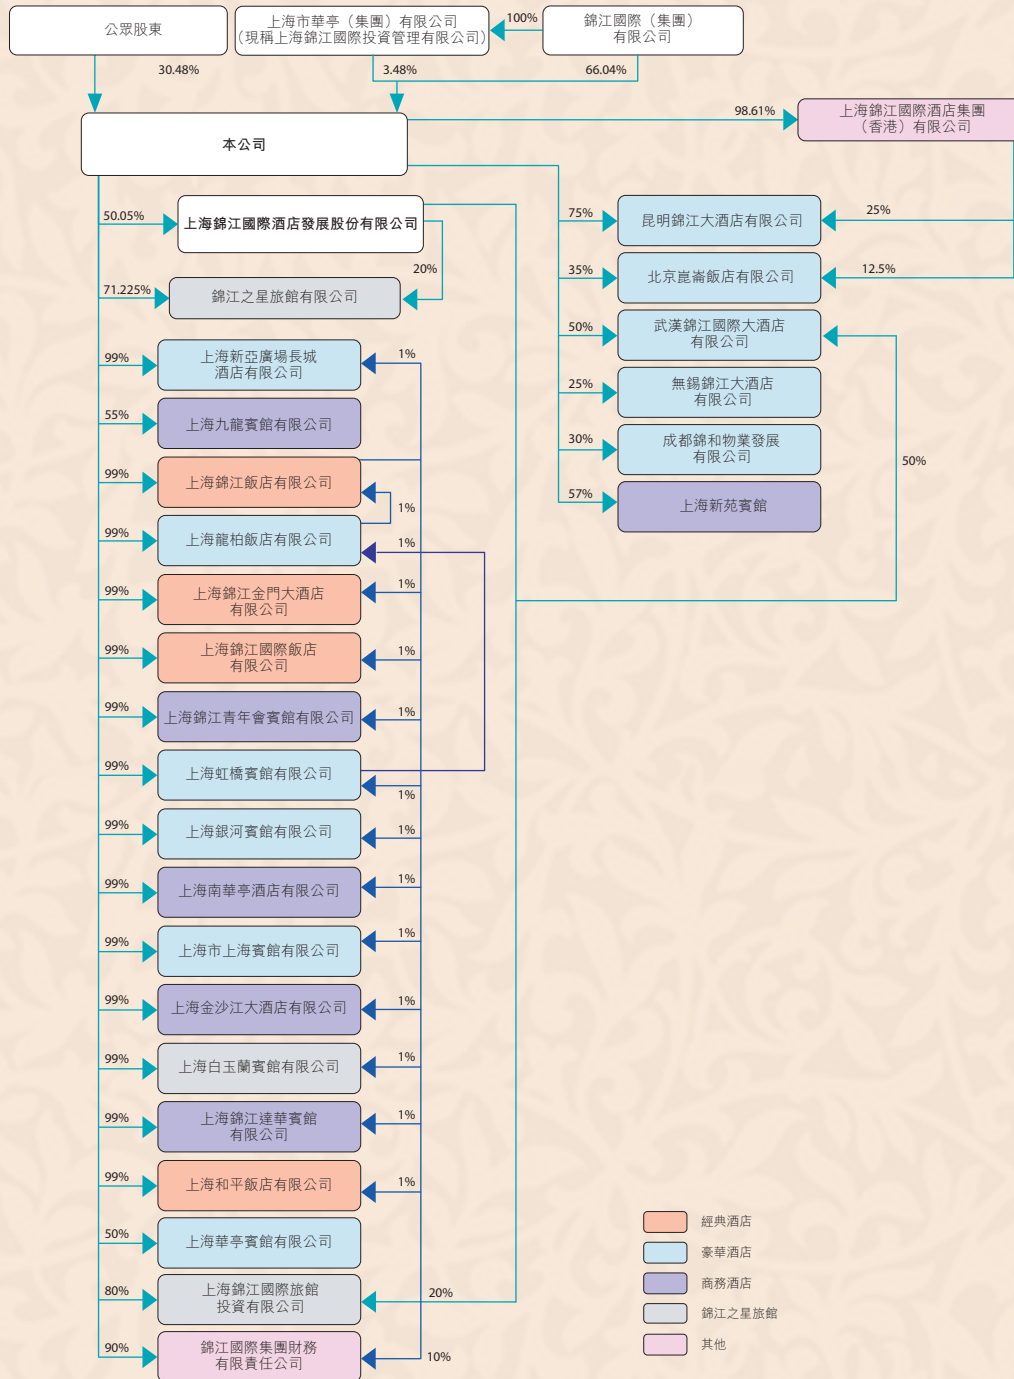 公眾股東
上海市華亭（集團）有限公司
（現稱上海錦江國際投資管理有限公司）
100%
錦江國際（集團）
有限公司
30.48%
3.48%
66.04%
本公司
98.61%
上海錦江國際酒店集團
（香港）有限公司
50.05%
上海錦江國際酒店發展股份有限公司
20%
71.225%
錦江之星旅館有限公司
99%
上海新亞廣場長城
酒店有限公司
1%
55%
上海九龍賓館有限公司
99%
上海錦江飯店有限公司
1%
99%
上海龍柏飯店有限公司
1%
99%
上海錦江金門大酒店
有限公司
1%
99%
上海錦江國際飯店
有限公司
1%
99%
上海錦江青年會賓館有限公司
1%
99%
上海虹橋賓館有限公司
1%
99%
上海銀河賓館有限公司
1%
99%
上海南華亭酒店有限公司
1%
99%
上海市上海賓館有限公司
1%
99%
上海金沙江大酒店有限公司
1%
99%
上海白玉蘭賓館有限公司
1%
99%
上海錦江達華賓館
有限公司
1%
99%
上海和平飯店有限公司
1%
50%
上海華亭賓館有限公司
80%
上海錦江國際旅館
投資有限公司
20%
90%
錦江國際集團財務
有限責任公司
10%
75%
昆明錦江大酒店有限公司
25%
35%
北京崑崙飯店有限公司
12.5%
50%
武漢錦江國際大酒店
有限公司
25%
無錫錦江大酒店
有限公司
30%
成都錦和物業發展
有限公司
50%
57%
上海新苑賓館
經典酒店
豪華酒店
商務酒店
錦江之星旅館
其他